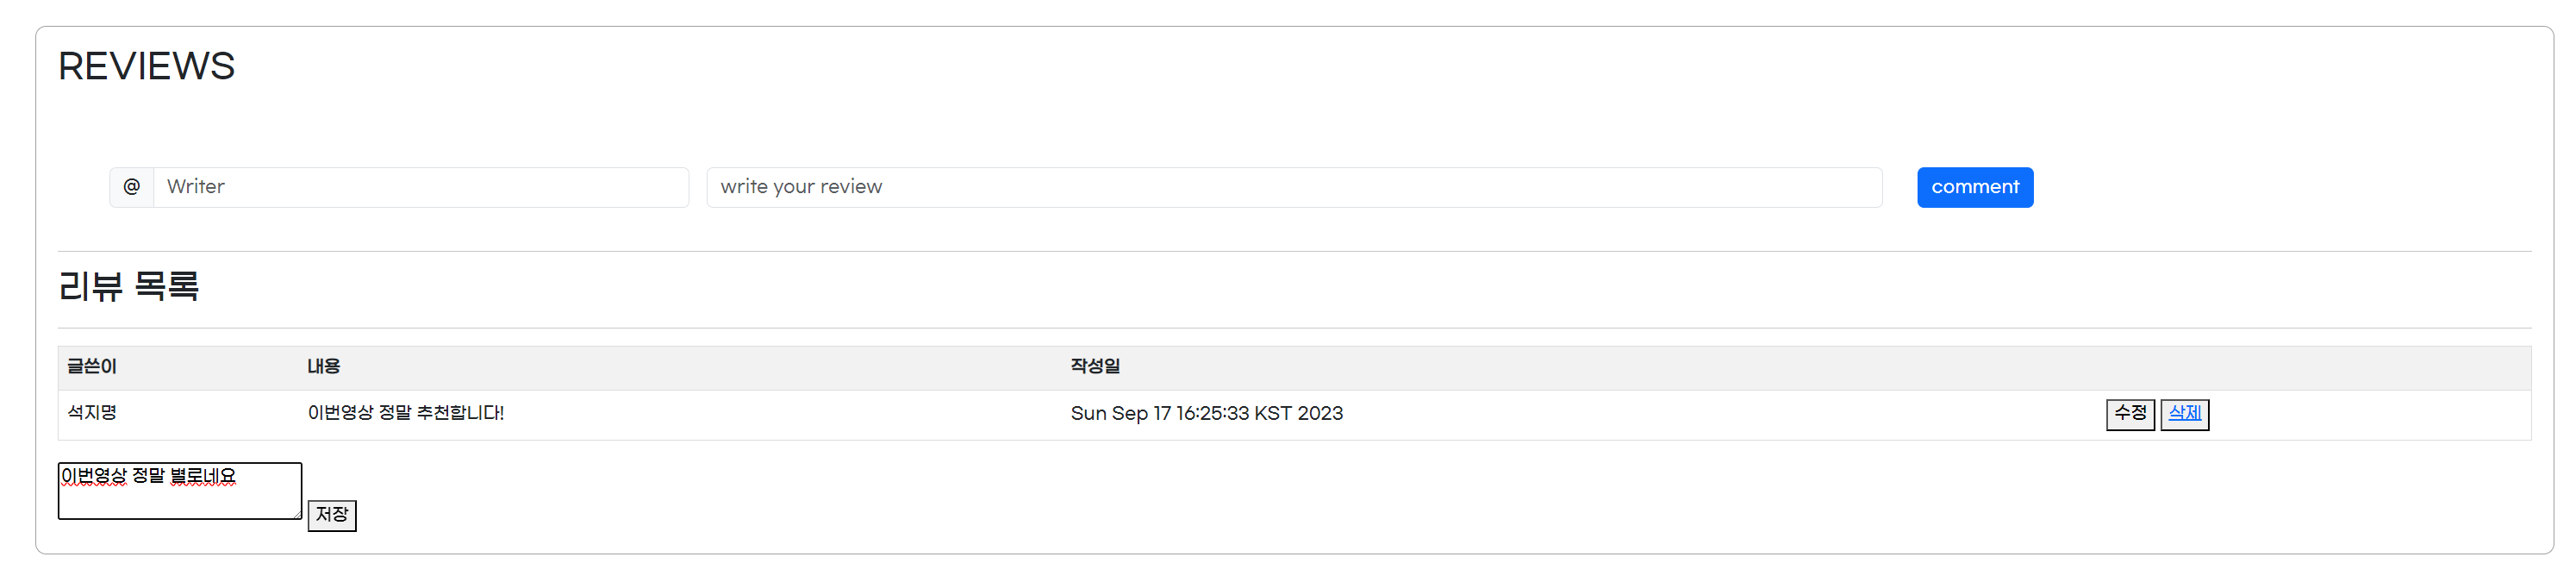 REVIEWS
@ Writer write your review comment
리뷰 목록
글쓴이 내용 작성일
석지명 이번영상 정말 추천합니다! Sun Sep 17 16:25:33 KST 2023 수정 삭제
이번영상 정말 별로네요
저장